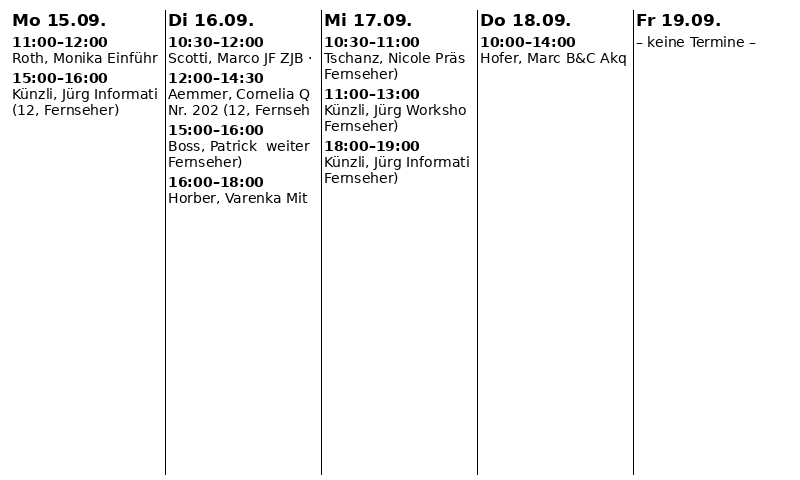 Mo 15.09.
11:00–12:00
Roth, Monika Einführ
15:00–16:00
Künzli, Jürg Informati
(12, Fernseher)
Di 16.09.
10:30–12:00
Scotti, Marco JF ZJB ·
12:00–14:30
Aemmer, Cornelia Q
Nr. 202 (12, Fernseh
15:00–16:00
Boss, Patrick  weiter
Fernseher)
16:00–18:00
Horber, Varenka Mit
Mi 17.09.
10:30–11:00
Tschanz, Nicole Präs
Fernseher)
11:00–13:00
Künzli, Jürg Worksho
Fernseher)
18:00–19:00
Künzli, Jürg Informati
Fernseher)
Do 18.09.
10:00–14:00
Hofer, Marc B&C Akq
Fr 19.09.
– keine Termine –